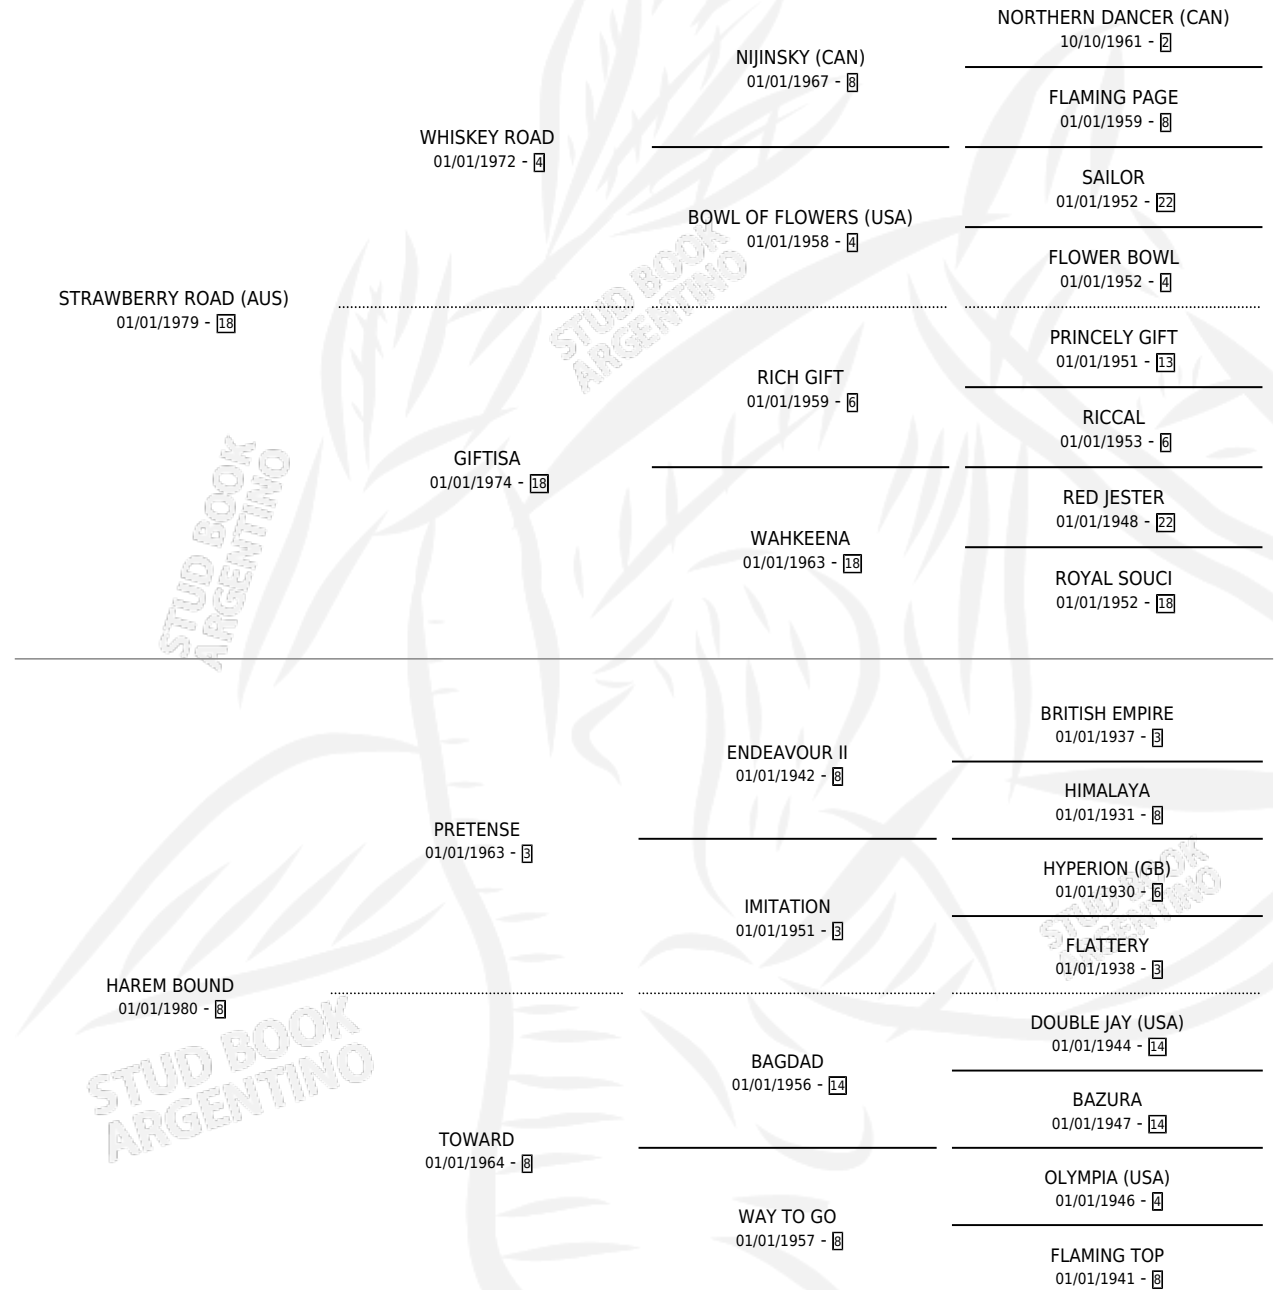 NORTHERN DANCER (CAN)
10/10/1961 - 2
NIJINSKY (CAN)
01/01/1967 - 8
FLAMING PAGE
01/01/1959 - 8
WHISKEY ROAD
01/01/1972 - 4
SAILOR
01/01/1952 - 22
BOWL OF FLOWERS (USA)
01/01/1958 - 4
FLOWER BOWL
01/01/1952 - 4
STRAWBERRY ROAD (AUS)
01/01/1979 - 18
PRINCELY GIFT
01/01/1951 - 13
RICH GIFT
01/01/1959 - 6
RICCAL
01/01/1953 - 6
GIFTISA
01/01/1974 - 18
RED JESTER
01/01/1948 - 22
WAHKEENA
01/01/1963 - 18
ROYAL SOUCI
01/01/1952 - 18
BRITISH EMPIRE
01/01/1937 - 3
ENDEAVOUR II
01/01/1942 - 8
HIMALAYA
01/01/1931 - 8
PRETENSE
01/01/1963 - 3
HYPERION (GB)
01/01/1930 - 6
IMITATION
01/01/1951 - 3
FLATTERY
01/01/1938 - 3
HAREM BOUND
01/01/1980 - 8
DOUBLE JAY (USA)
01/01/1944 - 14
BAGDAD
01/01/1956 - 14
BAZURA
01/01/1947 - 14
TOWARD
01/01/1964 - 8
OLYMPIA (USA)
01/01/1946 - 4
WAY TO GO
01/01/1957 - 8
FLAMING TOP
01/01/1941 - 8
STUD BOOK
ARGENTINO
STUD BOOK
ARGENTINO
STUD BOOK
ARGENTINO
STUD BOOK
ARGENTINO